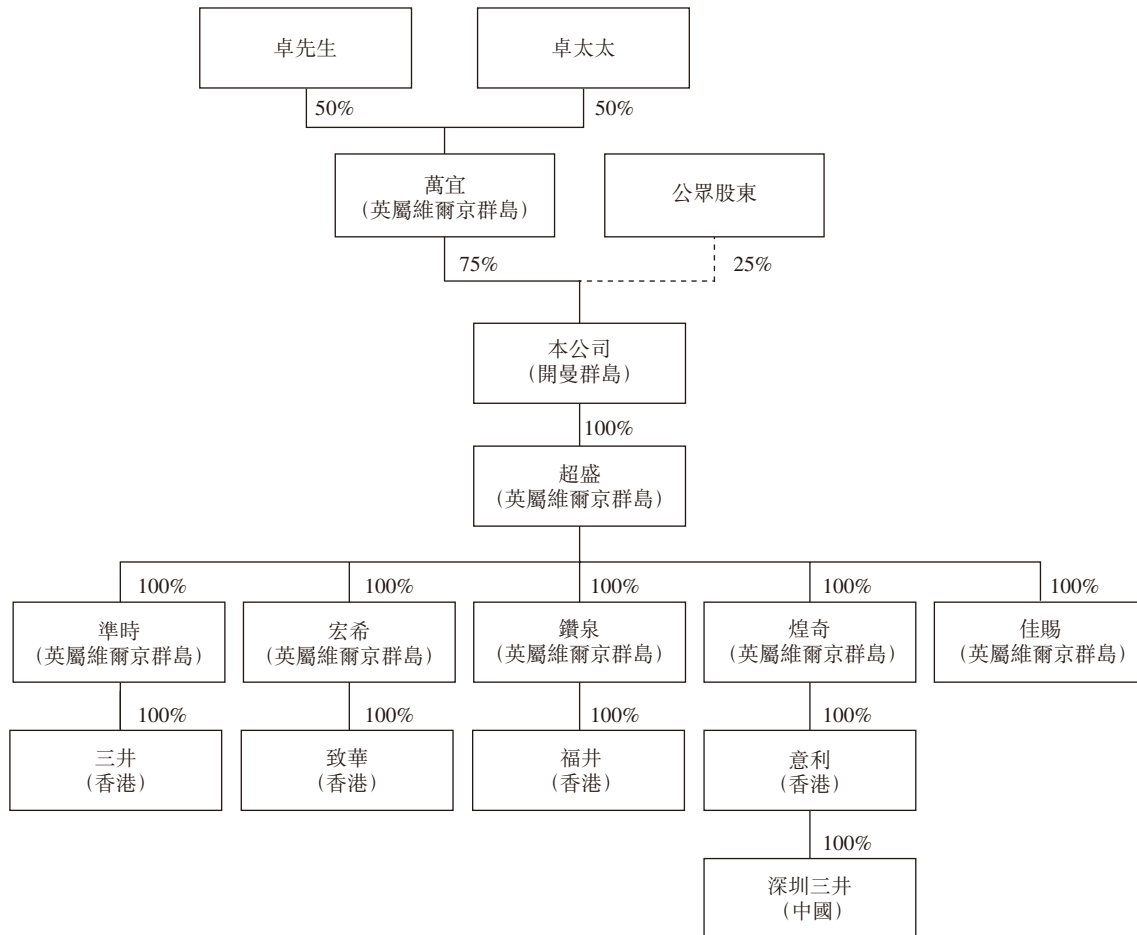 卓先生
卓太太
50%
50%
萬宜
（英屬維爾京群島）
公眾股東
75%
25%
本公司
（開曼群島）
100%
超盛
（英屬維爾京群島）
100%
100%
100%
100%
100%
準時
（英屬維爾京群島）
宏希
（英屬維爾京群島）
鑽泉
（英屬維爾京群島）
煌奇
（英屬維爾京群島）
佳賜
（英屬維爾京群島）
100%
100%
100%
100%
三井
（香港）
致華
（香港）
福井
（香港）
意利
（香港）
100%
深圳三井
（中國）